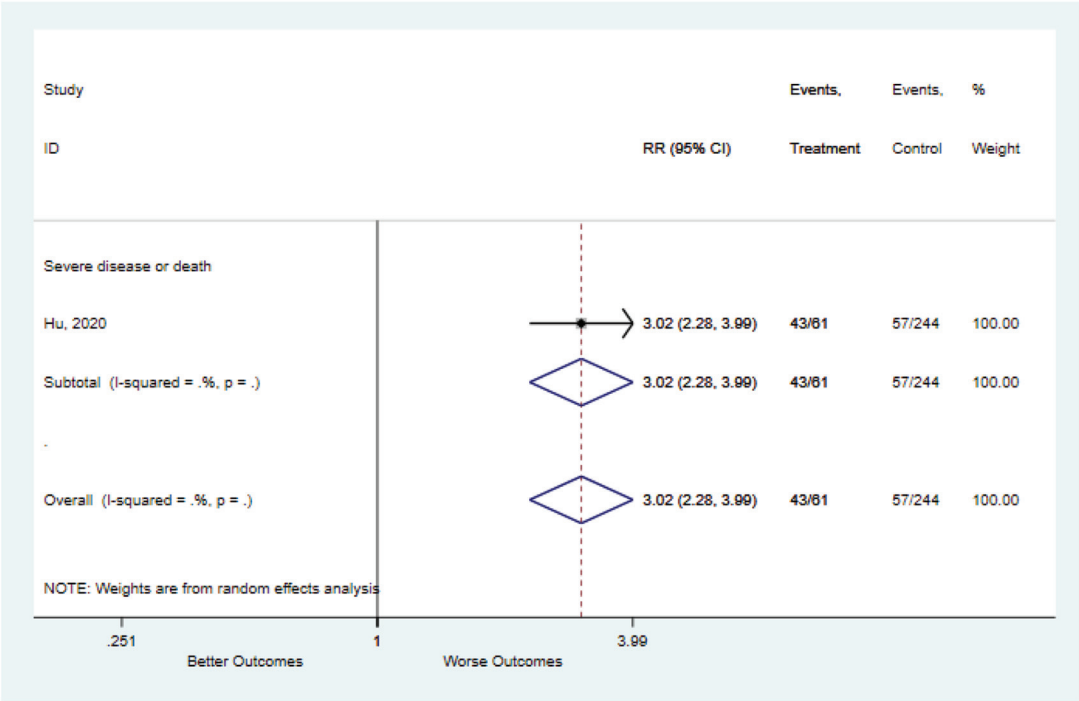 Study Events, Events, %
ID RR (95% CI) Treatment Control Weight
Severe disease or death
Hu, 2020 3.02 (2.28, 3.99) 43/61 57/244 100.00
Subtotal (I-squared = .%, p = .) 3.02 (2.28, 3.99) 43/61 57/244 100.00
.
Overall (I-squared = .%, p = .) 3.02 (2.28, 3.99) 43/61 57/244 100.00
NOTE: Weights are from random effects analysis
.251 1 3.99
Better Outcomes Worse Outcomes